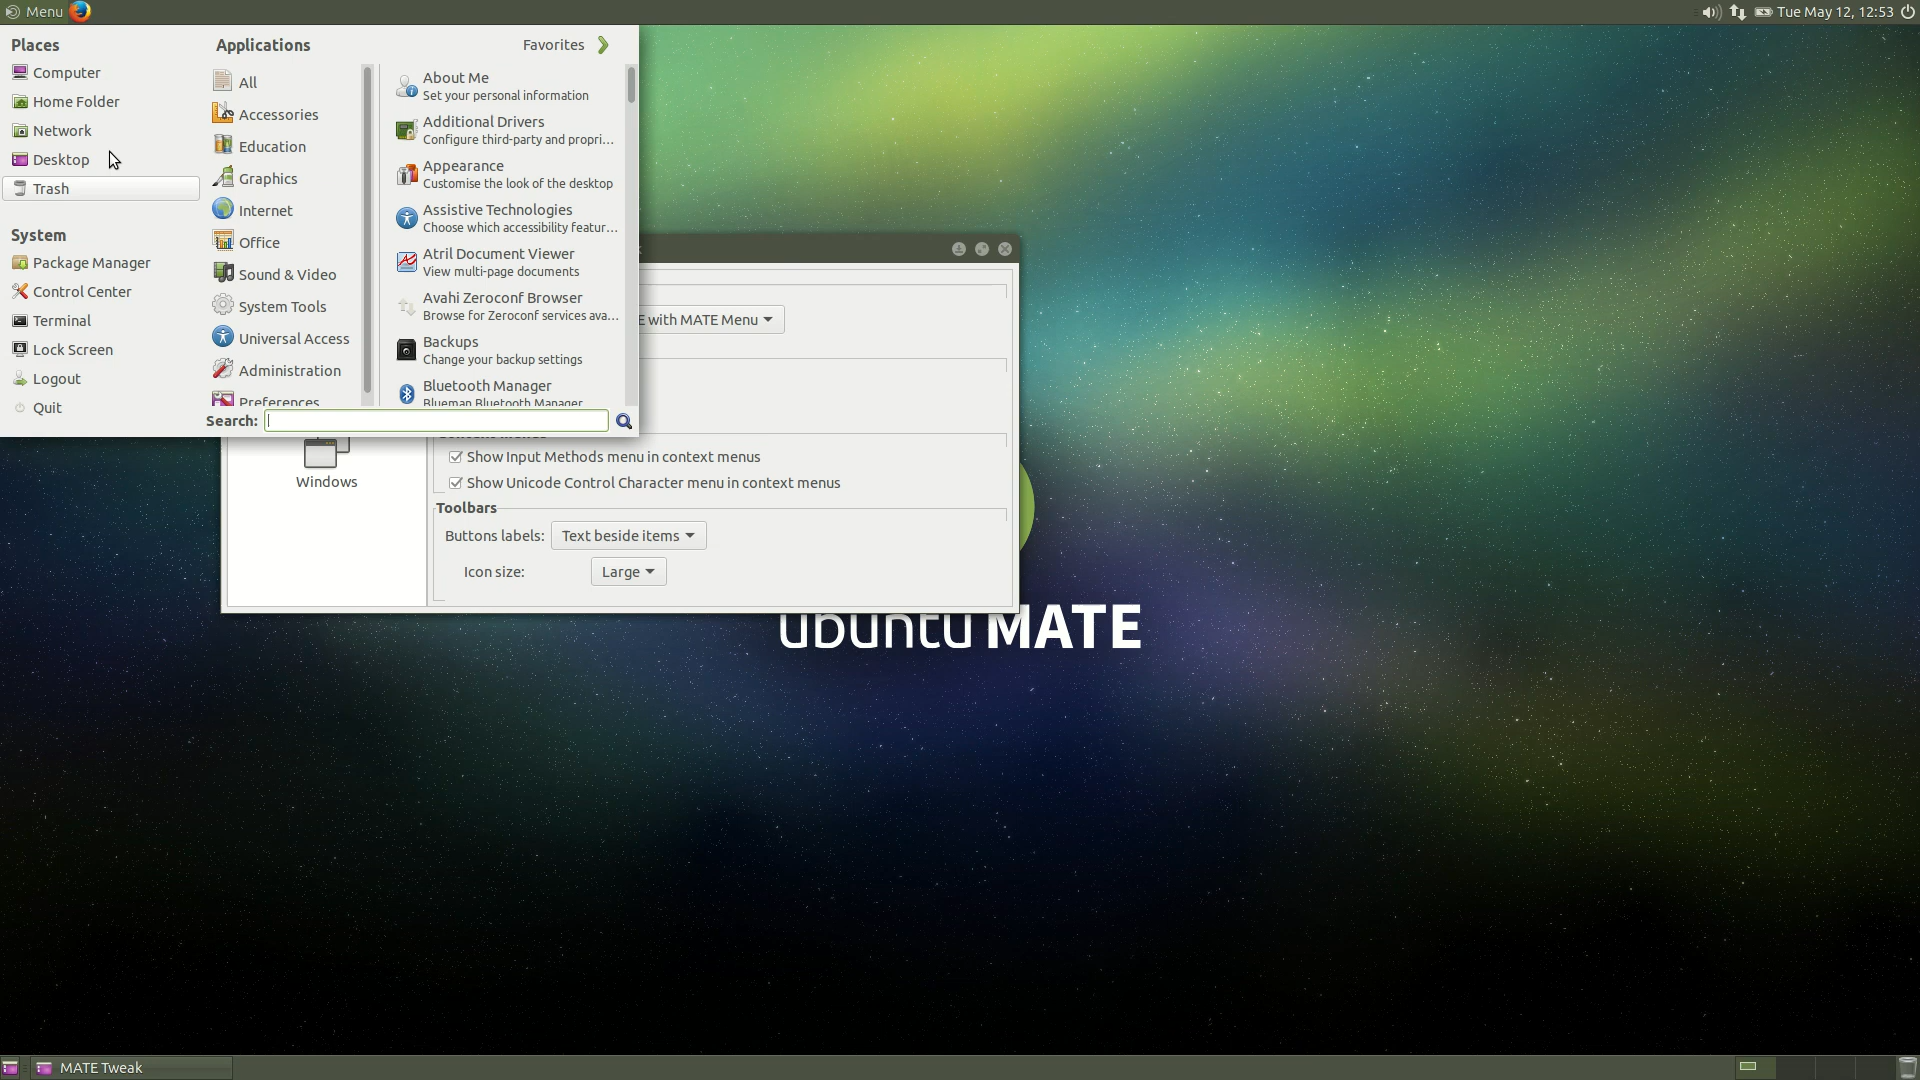 Menu
Tue May 12, 12:53
Places
Computer
Home Folder
Network
Desktop
Trash
System
Package Manager
Control Center
Terminal
Lock Screen
Logout
Quit
Applications
All
Accessories
Education
Graphics
Internet
Office
Sound & Video
System Tools
Universal Access
Administration
Preferences
Favorites
About Me
Set your personal information
Additional Drivers
Configure third-party and propri...
Appearance
Customise the look of the desktop
Assistive Technologies
Choose which accessibility featur...
Atril Document Viewer
View multi-page documents
Avahi Zeroconf Browser
Browse for Zeroconf services ava...
Backups
Change your backup settings
Bluetooth Manager
Blueman Bluetooth Manager
Search:
with MATE Menu
Windows
Show Input Methods menu in context menus
Show Unicode Control Character menu in context menus
Toolbars
Buttons labels: Text beside items
Icon size: Large
ubuntu MATE
MATE Tweak